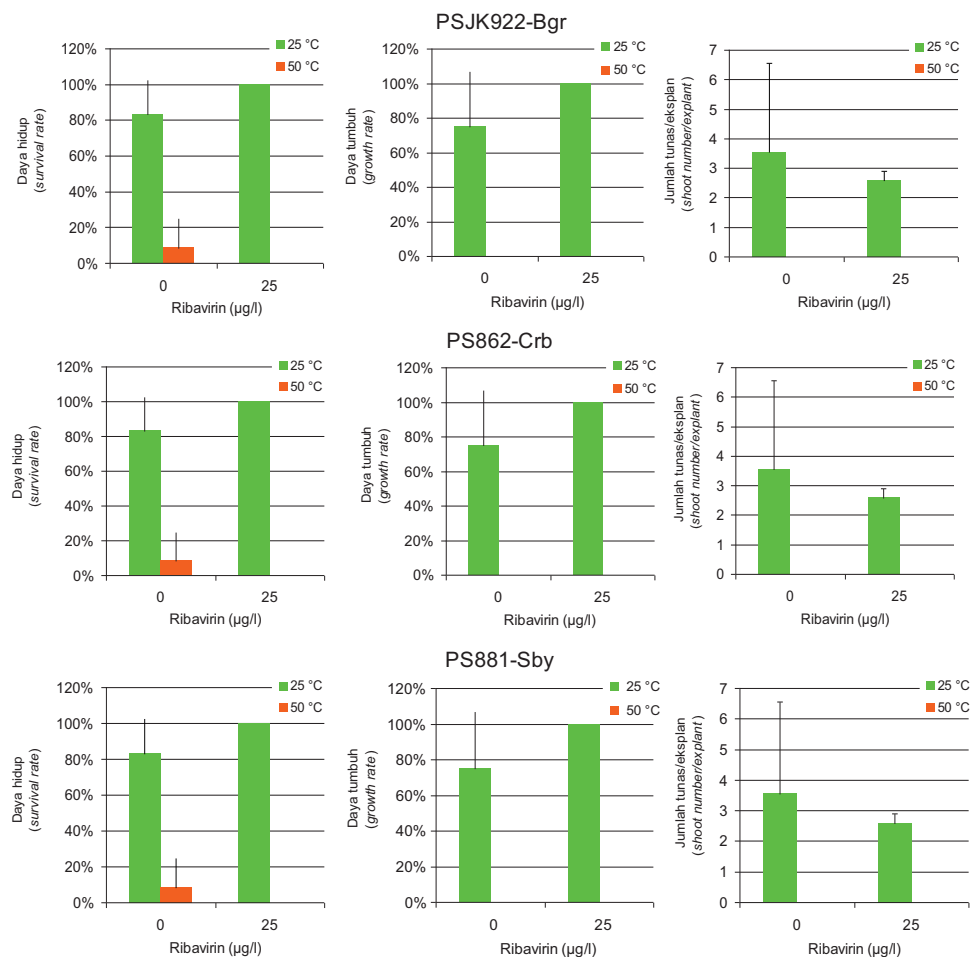 PSJK922-Bgr
Daya hidup
(survival rate)
120%
100%
80%
60%
40%
20%
0%
25 °C
50 °C
0
25
Ribavirin (µg/l)
Daya tumbuh
(growth rate)
120%
100%
80%
60%
40%
20%
0%
25 °C
50 °C
0
25
Ribavirin (µg/l)
Jumlah tunas/eksplan
(shoot number/explant)
7
6
5
4
3
2
1
0
25 °C
50 °C
0
25
Ribavirin (µg/l)
PS862-Crb
Daya hidup
(survival rate)
120%
100%
80%
60%
40%
20%
0%
25 °C
50 °C
0
25
Ribavirin (µg/l)
Daya tumbuh
(growth rate)
120%
100%
80%
60%
40%
20%
0%
25 °C
50 °C
0
25
Ribavirin (µg/l)
Jumlah tunas/eksplan
(shoot number/explant)
7
6
5
4
3
2
1
0
25 °C
50 °C
0
25
Ribavirin (µg/l)
PS881-Sby
Daya hidup
(survival rate)
120%
100%
80%
60%
40%
20%
0%
25 °C
50 °C
0
25
Ribavirin (µg/l)
Daya tumbuh
(growth rate)
120%
100%
80%
60%
40%
20%
0%
25 °C
50 °C
0
25
Ribavirin (µg/l)
Jumlah tunas/eksplan
(shoot number/explant)
7
6
5
4
3
2
1
0
25 °C
50 °C
0
25
Ribavirin (µg/l)